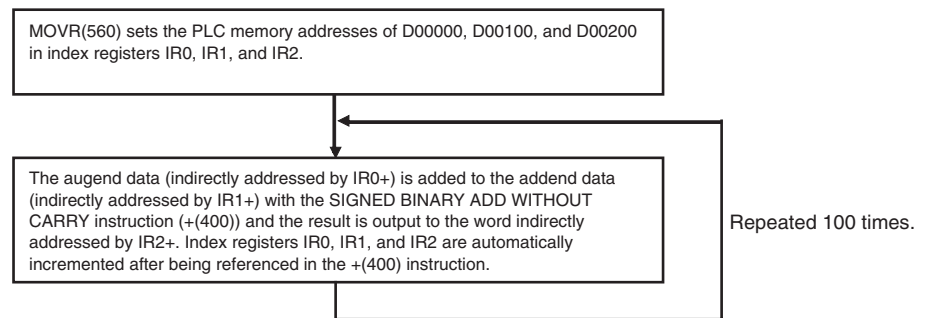 MOVR(560) sets the PLC memory addresses of D00000, D00100, and D00200
in index registers IR0, IR1, and IR2.
The augend data (indirectly addressed by IR0+) is added to the addend data
(indirectly addressed by IR1+) with the SIGNED BINARY ADD WITHOUT
CARRY instruction (+(400)) and the result is output to the word indirectly
addressed by IR2+. Index registers IR0, IR1, and IR2 are automatically
incremented after being referenced in the +(400) instruction.
Repeated 100 times.